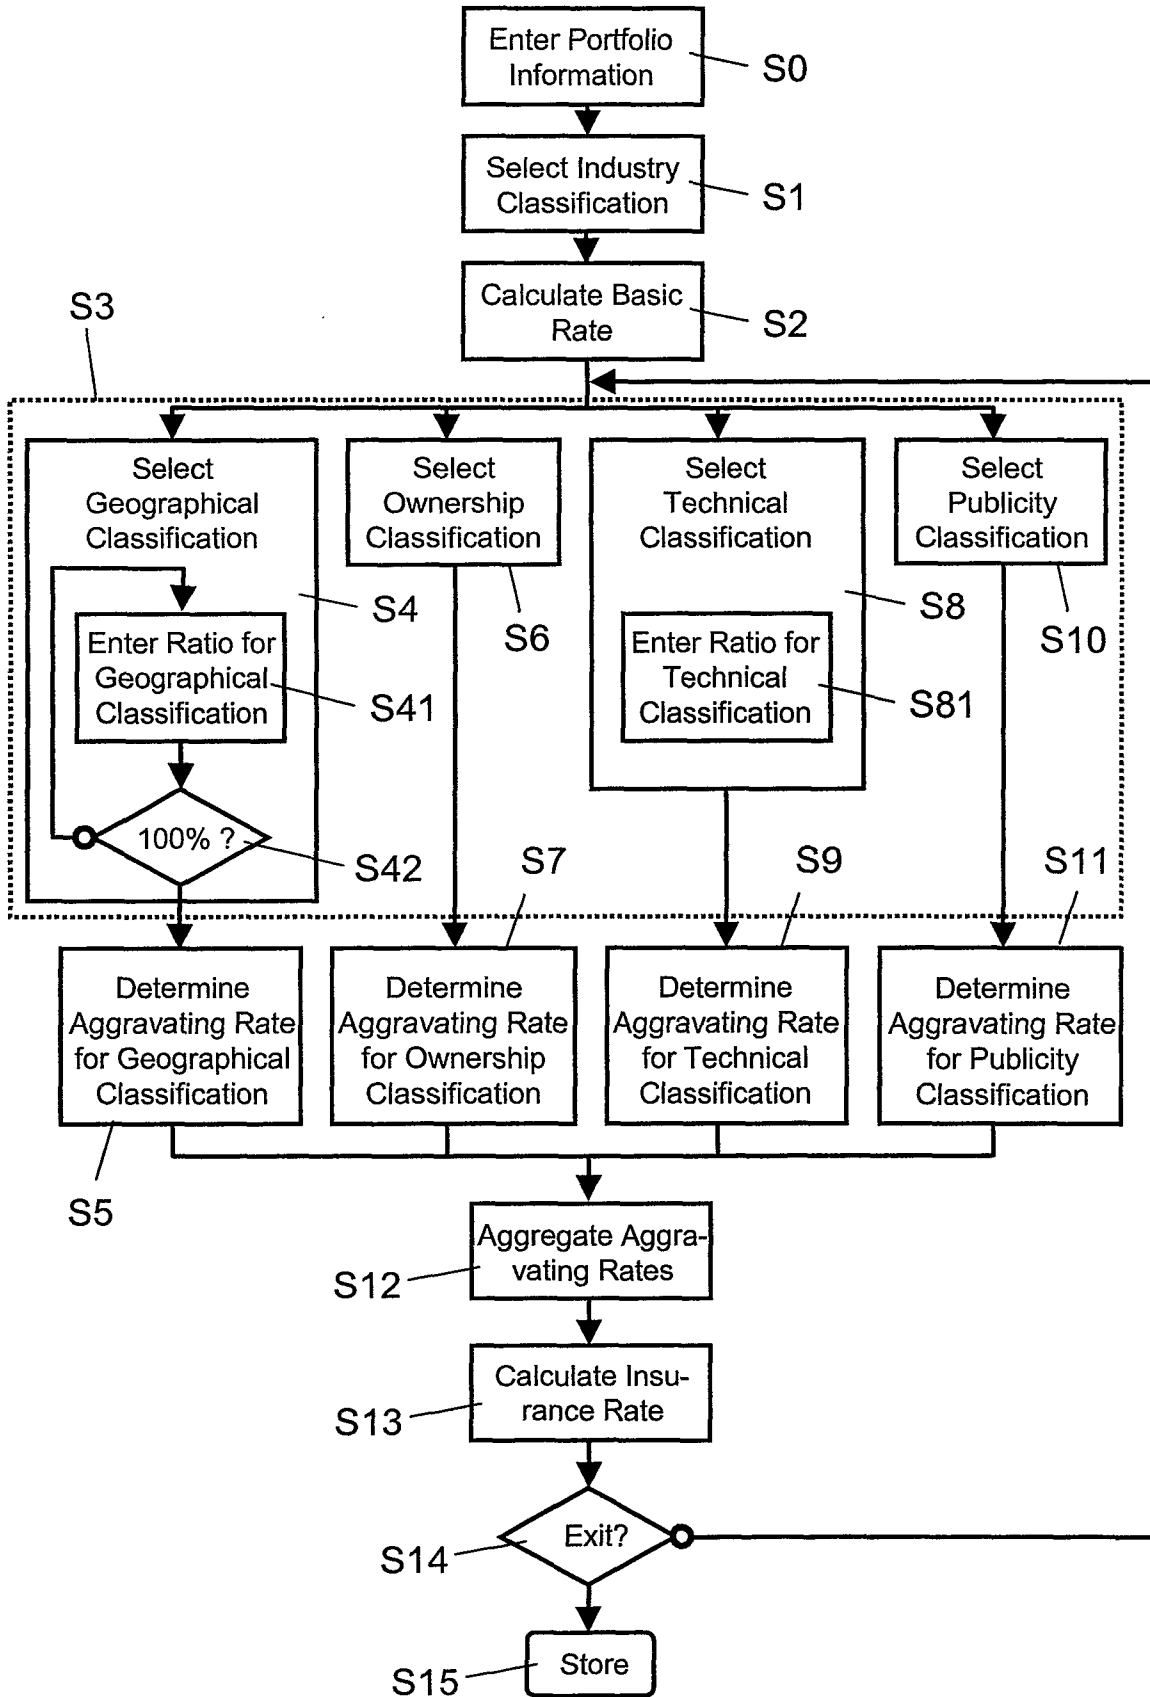 Enter Portfolio
Information
S0
Select Industry
Classification
S1
Calculate Basic
Rate
S2
S3
Select
Geographical
Classification
S4
Enter Ratio for
Geographical
Classification
S41
100% ?
S42
Select
Ownership
Classification
S6
Select
Technical
Classification
S8
Enter Ratio for
Technical
Classification
S81
Select
Publicity
Classification
S10
S7
S9
S11
Determine
Aggravating Rate
for Geographical
Classification
S5
Determine
Aggravating Rate
for Ownership
Classification
Determine
Aggravating Rate
for Technical
Classification
Determine
Aggravating Rate
for Publicity
Classification
Aggregate Aggra-
vating Rates
S12
Calculate Insu-
rance Rate
S13
Exit?
S14
Store
S15